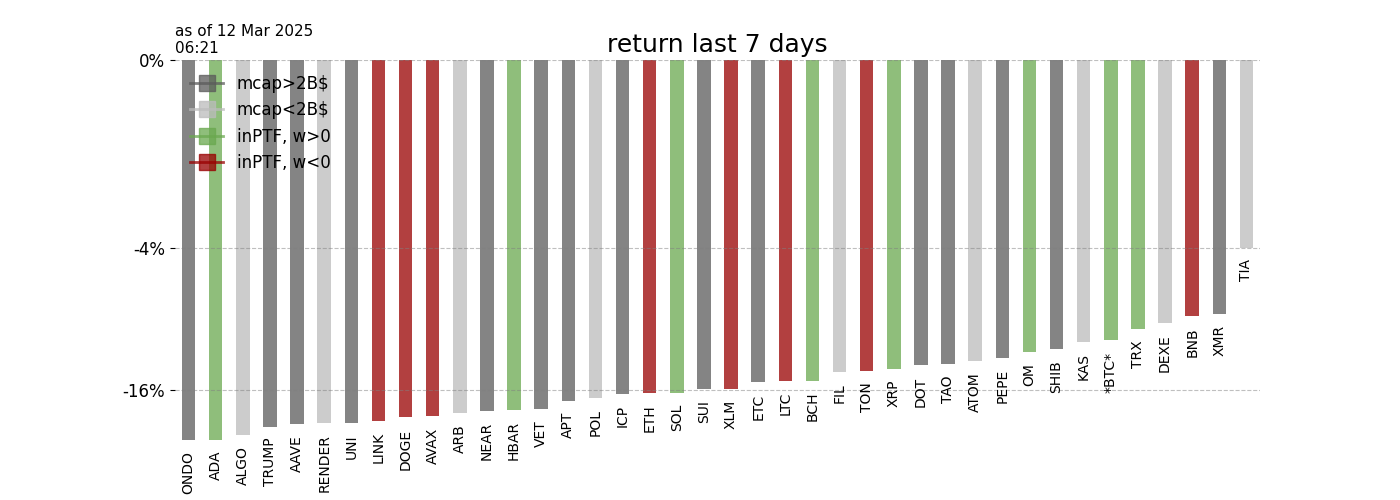 as of 12 Mar 2025
06:21
return last 7 days
0%
-4%
-16%
mcap>2B$
mcap<2B$
inPTF, w>0
inPTF, w<0
ONDO
ADA
ALGO
TRUMP
AAVE
RENDER
UNI
LINK
DOGE
AVAX
ARB
NEAR
HBAR
VET
APT
POL
ICP
ETH
SOL
SUI
XLM
ETC
LTC
BCH
FIL
TON
XRP
DOT
TAO
ATOM
PEPE
OM
SHIB
KAS
*BTC*
TRX
DEXE
BNB
XMR
TIA